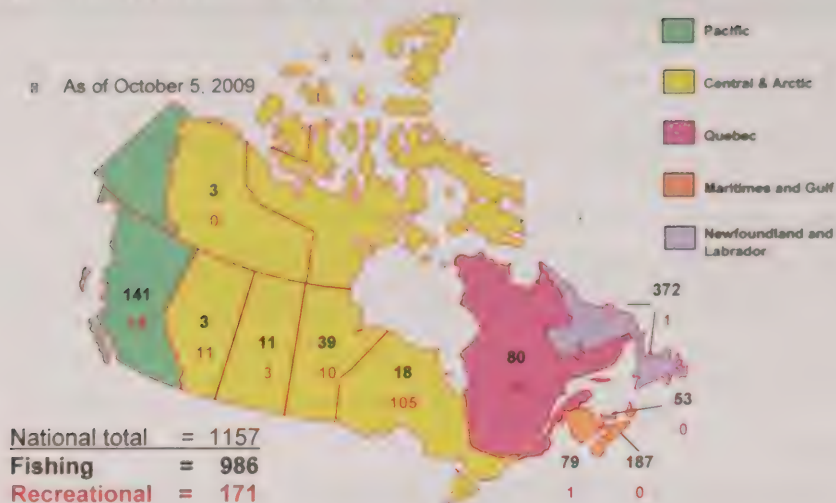 As of October 5, 2009
Pacific
Central & Arctic
Quebec
Maritimes and Gulf
Newfoundland and
Labrador
3
0
141
3
11
11
3
39
10
18
105
80
372
1
53
0
79
1
187
0
National total = 1157
Fishing = 986
Recreational = 171